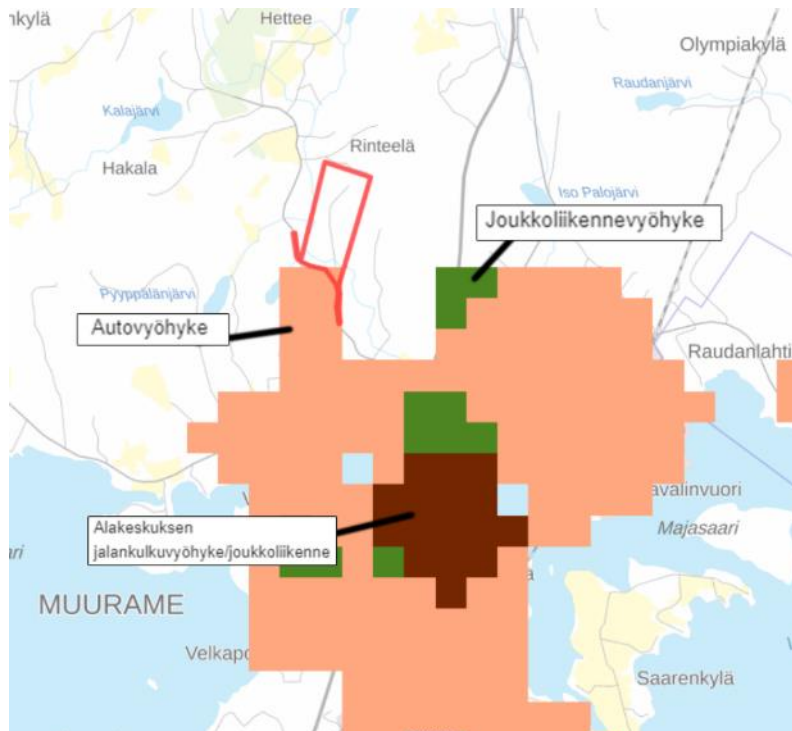 nkylä
Hettee
Olympiakylä
Raudanjärvi
Kalajärvi
Rinteelä
Hakala
Iso Palojärvi
Joukkoliikennevyöhyke
Pyyppälänjärvi
Autovyöhyke
Raudanlahti
avalinvuori
Alakeskuksen
jalankulkuvyöhyke/joukkoliikenne
Majasaari
MUURAME
Velkapo
Saarenkylä